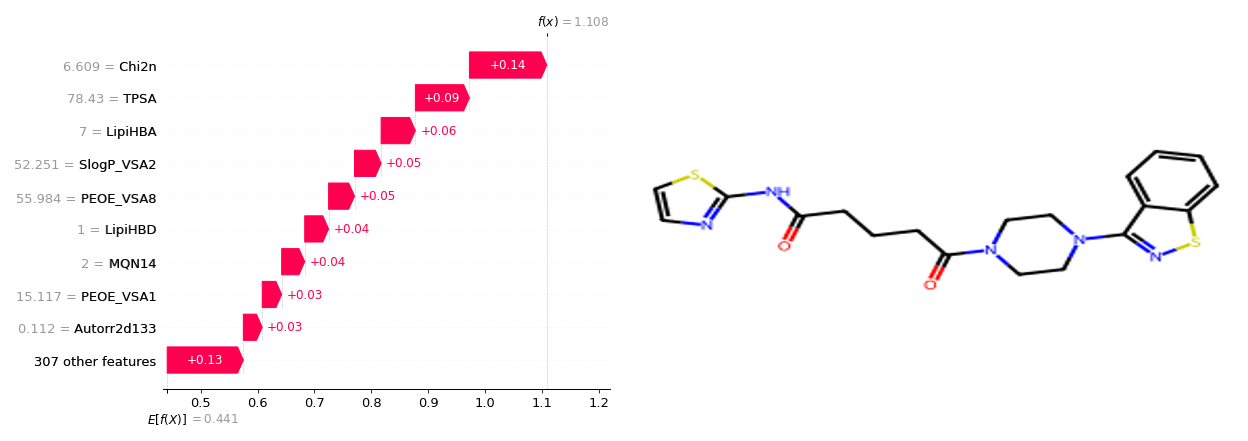 f(x) = 1.108
6.609 = Chi2n
+0.14
78.43 = TPSA
+0.09
7 = LipiHBA
+0.06
52.251 = SlogP_VSA2
+0.05
55.984 = PEOE_VSA8
+0.05
1 = LipiHBD
+0.04
2 = MQN14
+0.04
15.117 = PEOE_VSA1
+0.03
0.112 = Autorr2d133
+0.03
307 other features
+0.13
0.5 0.6 0.7 0.8 0.9 1.0 1.1 1.2
E[f(X)] = 0.441
S
NH
N
O
O
N
N
N
S